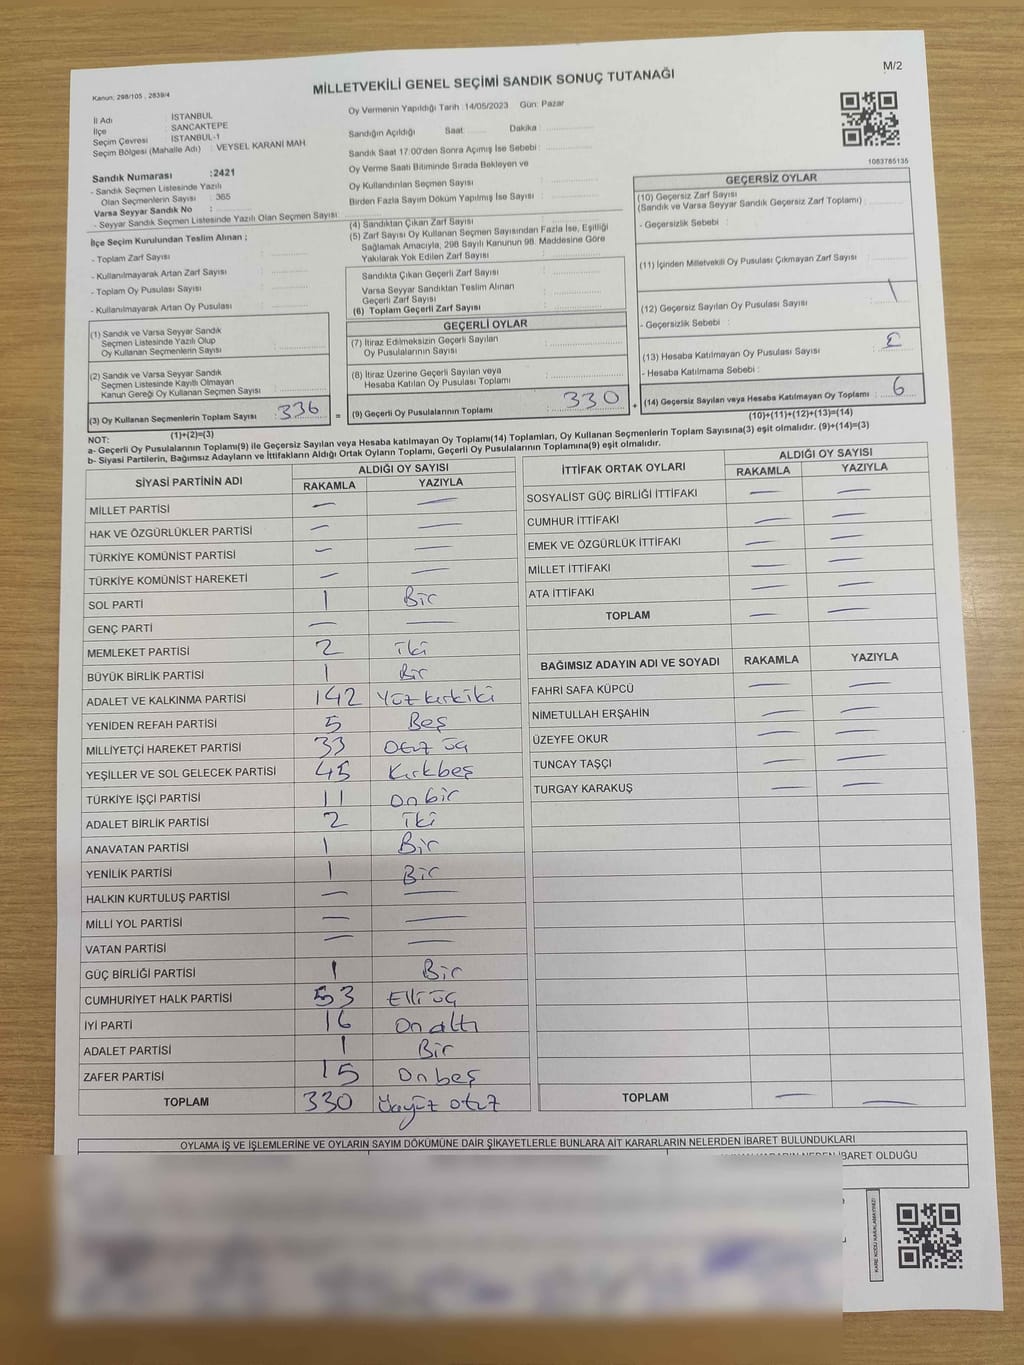 M/2
MİLLETVEKİLİ GENEL SEÇİMİ SANDIK SONUÇ TUTANAĞI
Kanun; 298/105 , 2839/4
İl Adı : İSTANBUL
İlçe : SANCAKTEPE
Seçim Çevresi : İSTANBUL-1
Seçim Bölgesi (Mahalle Adı) : VEYSEL KARANİ MAH
Sandık Numarası :2421
- Sandık Seçmen Listesinde Yazılı
Olan Seçmenlerin Sayısı : 365
Varsa Seyyar Sandık No :
- Seyyar Sandık Seçmen Listesinde Yazılı Olan Seçmen Sayısı:
İlçe Seçim Kurulundan Teslim Alınan ;
- Toplam Zarf Sayısı :
- Kullanılmayarak Artan Zarf Sayısı :
- Toplam Oy Pusulası Sayısı :
- Kullanılmayarak Artan Oy Pusulası :
(1) Sandık ve Varsa Seyyar Sandık
Seçmen Listesinde Yazılı Olup
Oy Kullanan Seçmenlerin Sayısı :
(2) Sandık ve Varsa Seyyar Sandık
Seçmen Listesinde Kayıtlı Olmayan
Kanun Gereği Oy Kullanan Seçmen Sayısı :
(3) Oy Kullanan Seçmenlerin Toplam Sayısı : 336 =
(1)+(2)=(3)
Oy Vermenin Yapıldığı Tarih :14/05/2023 Gün: Pazar
Sandığın Açıldığı Saat: Dakika :
Sandık Saat 17.00'den Sonra Açımış İse Sebebi :
Oy Verme Saati Bitiminde Sırada Bekleyen ve
Oy Kullandırılan Seçmen Sayısı :
Birden Fazla Sayım Döküm Yapılmış İse Sayısı :
(4) Sandıktan Çıkan Zarf Sayısı :
(5) Zarf Sayısı Oy Kullanan Seçmen Sayısından Fazla İse, Eşitliği
Sağlamak Amacıyla, 298 Sayılı Kanunun 98. Maddesine Göre
Yakılarak Yok Edilen Zarf Sayısı :
Sandıkta Çıkan Geçerli Zarf Sayısı :
Varsa Seyyar Sandıktan Teslim Alınan
Geçerli Zarf Sayısı :
(6) Toplam Geçerli Zarf Sayısı :
GEÇERLİ OYLAR
(7) İtiraz Edilmeksizin Geçerli Sayılan
Oy Pusulalarının Sayısı :
(8) İtiraz Üzerine Geçerli Sayılan veya
Hesaba Katılan Oy Pusulası Toplamı :
(9) Geçerli Oy Pusulalarının Toplamı : 330 +
1083785135
GEÇERSİZ OYLAR
(10) Geçersiz Zarf Sayısı
(Sandık ve Varsa Sandık Geçersiz Zarf Toplamı) :
- Geçersizlik Sebebi :
(11) İçinden Milletvekili Oy Pusulası Çıkmayan Zarf Sayısı :
(12) Geçersiz Sayılan Oy Pusulası Sayısı : 1
- Geçersizlik Sebebi :
(13) Hesaba Katılmayan Oy Pusulası Sayısı :
- Hesaba Katılmama Sebebi :
(14) Geçersiz Sayılan veya Hesaba Katılmayan Oy Toplamı : 6
(10)+(11)+(12)+(13)=(14)
NOT:
a- Geçerli Oy Pusulalarının Toplamı(9) ile Geçersiz Sayılan veya Hesaba katılmayan Oy Toplamı(14) Toplamları, Oy Kullanan Seçmenlerin Toplam Sayısına(3) eşit olmalıdır. (9)+(14)=(3)
b- Siyasi Partilerin, Bağımsız Adayların ve İttifakların Aldığı Ortak Oyların Toplamı, Geçerli Oy Pusulalarının Toplamına(9) eşit olmalıdır.
SİYASİ PARTİNİN ADI ALDIĞI OY SAYISI
RAKAMLA YAZIYLA
MİLLET PARTİSİ — —
HAK VE ÖZGÜRLÜKLER PARTİSİ — —
TÜRKİYE KOMÜNİST PARTİSİ — —
TÜRKİYE KOMÜNİST HAREKETİ — —
SOL PARTİ 1 Bir
GENÇ PARTİ — —
MEMLEKET PARTİSİ 2 iki
BÜYÜK BİRLİK PARTİSİ 1 Bir
ADALET VE KALKINMA PARTİSİ 142 Yüz kırkiki
YENİDEN REFAH PARTİSİ 5 Beş
MİLLİYETÇİ HAREKET PARTİSİ 33 Otuz üç
YEŞİLLER VE SOL GELECEK PARTİSİ 45 Kırkbeş
TÜRKİYE İŞÇİ PARTİSİ 11 Onbir
ADALET BİRLİK PARTİSİ 2 iki
ANAVATAN PARTİSİ 1 Bir
YENİLİK PARTİSİ 1 Bir
HALKIN KURTULUŞ PARTİSİ — —
MİLLİ YOL PARTİSİ — —
VATAN PARTİSİ — —
GÜÇ BİRLİĞİ PARTİSİ 1 Bir
CUMHURİYET HALK PARTİSİ 53 Elli üç
İYİ PARTİ 16 On altı
ADALET PARTİSİ 1 Bir
ZAFER PARTİSİ 15 Onbeş
TOPLAM 330 Üçyüz otuz
İTTİFAK ORTAK OYLARI ALDIĞI OY SAYISI
RAKAMLA YAZIYLA
SOSYALİST GÜÇ BİRLİĞİ İTTİFAKI — —
CUMHUR İTTİFAKI — —
EMEK VE ÖZGÜRLÜK İTTİFAKI — —
MİLLET İTTİFAKI — —
ATA İTTİFAKI — —
TOPLAM — —
BAĞIMSIZ ADAYIN ADI VE SOYADI RAKAMLA YAZIYLA
FAHRİ SAFA KÜPCÜ — —
NİMETULLAH ERŞAHİN — —
ÜZEYFE OKUR — —
TUNCAY TAŞÇI — —
TURGAY KARAKUŞ — —
TOPLAM — —
OYLAMA İŞ VE İŞLEMLERİNE VE OYLARIN SAYIM DÖKÜMÜNE DAİR ŞİKAYETLERLE BUNLARA AİT KARARLARIN NELERDEN İBARET BULUNDUKLARI
NEDEN İBARET OLDUĞU